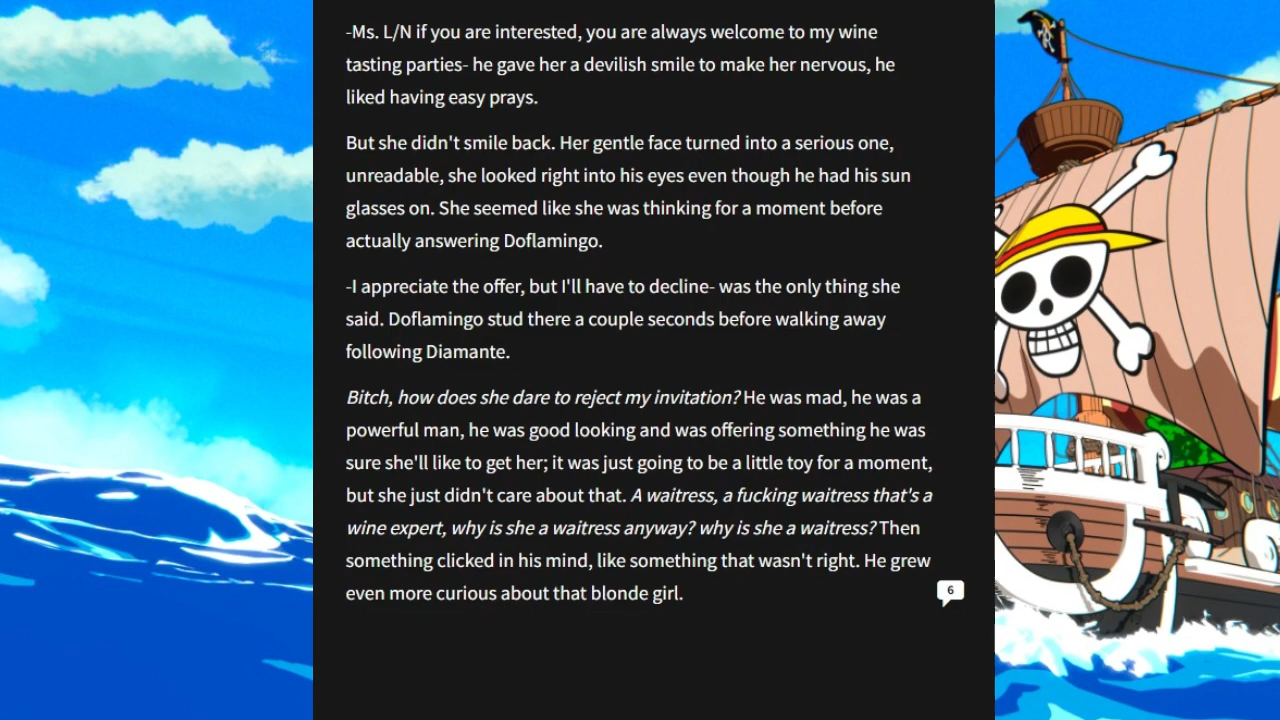 -Ms. L/N if you are interested, you are always welcome to my wine
tasting parties- he gave her a devilish smile to make her nervous, he
liked having easy prays.
But she didn't smile back. Her gentle face turned into a serious one,
unreadable, she looked right into his eyes even though he had his sun
glasses on. She seemed like she was thinking for a moment before
actually answering Doflamingo.
-I appreciate the offer, but I'll have to decline- was the only thing she
said. Doflamingo stud there a couple seconds before walking away
following Diamante.
Bitch, how does she dare to reject my invitation? He was mad, he was a
powerful man, he was good looking and was offering something he was
sure she'll like to get her; it was just going to be a little toy for a moment,
but she just didn't care about that. A waitress, a fucking waitress that's a
wine expert, why is she a waitress anyway? why is she a waitress? Then
something clicked in his mind, like something that wasn't right. He grew
even more curious about that blonde girl.
6